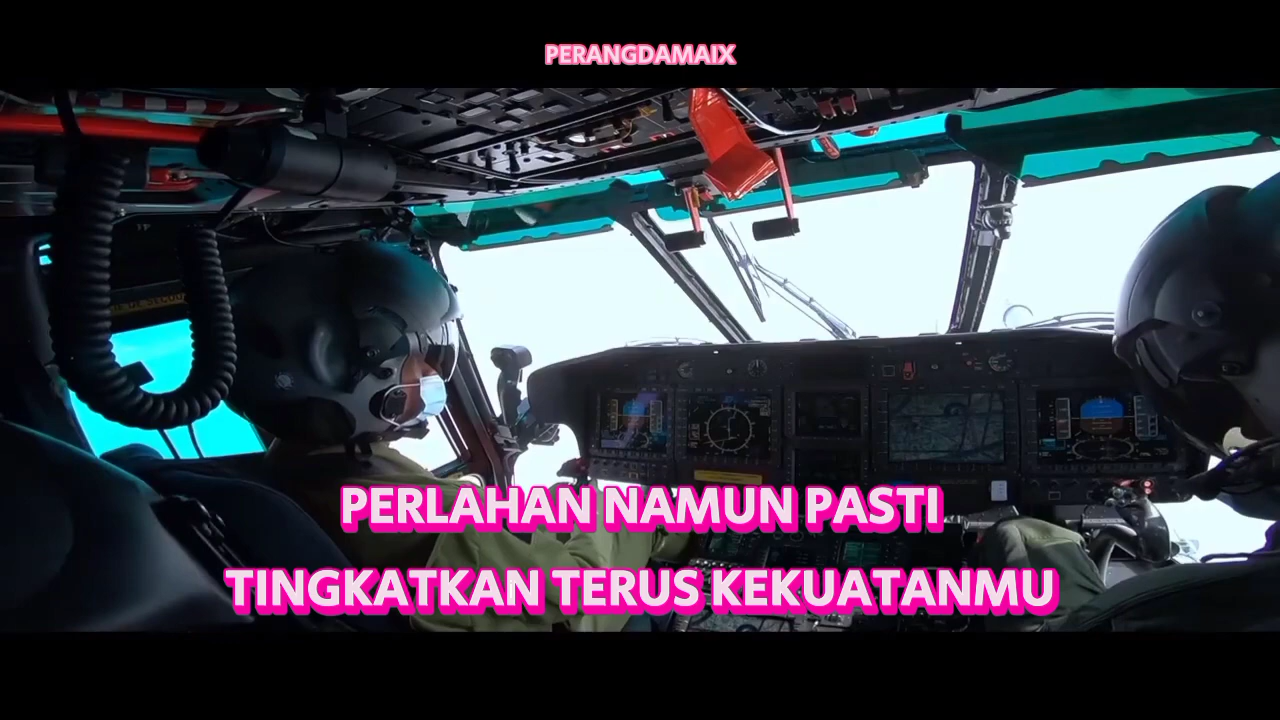 PERANGDAMAIX
PERLAHAN NAMUN PASTI
TINGKATKAN TERUS KEKUATANMU